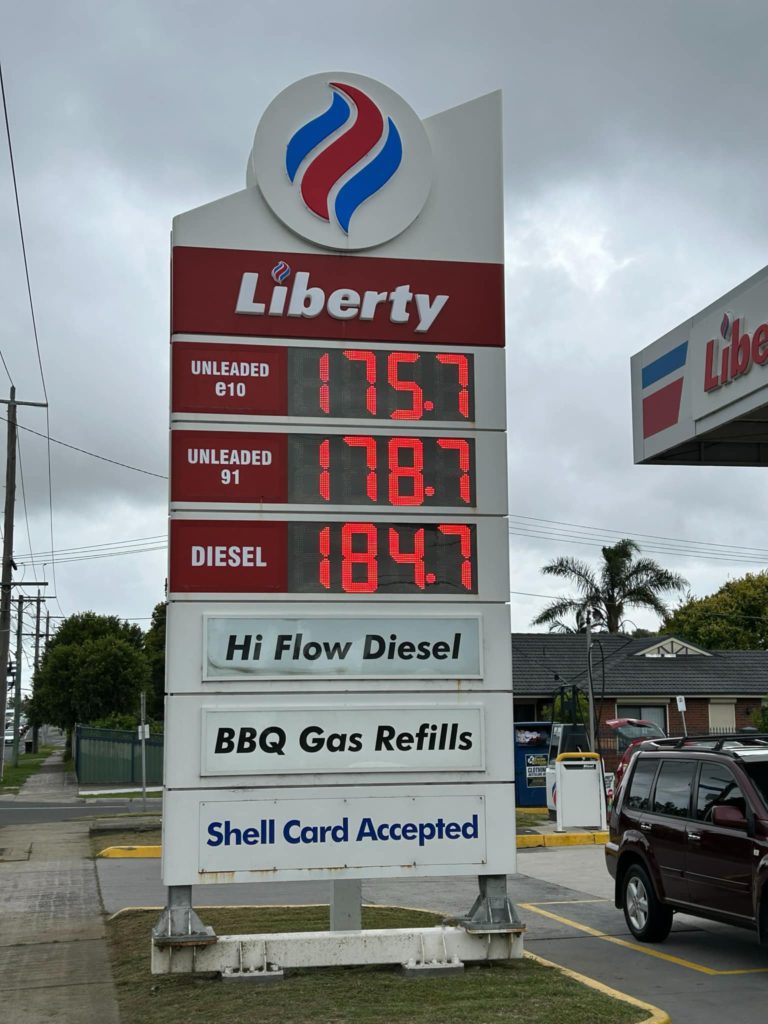 Liberty
UNLEADED
e10
175.7
UNLEADED
91
178.7
DIESEL
184.7
Hi Flow Diesel
BBQ Gas Refills
Shell Card Accepted
Libe
CLOTHING